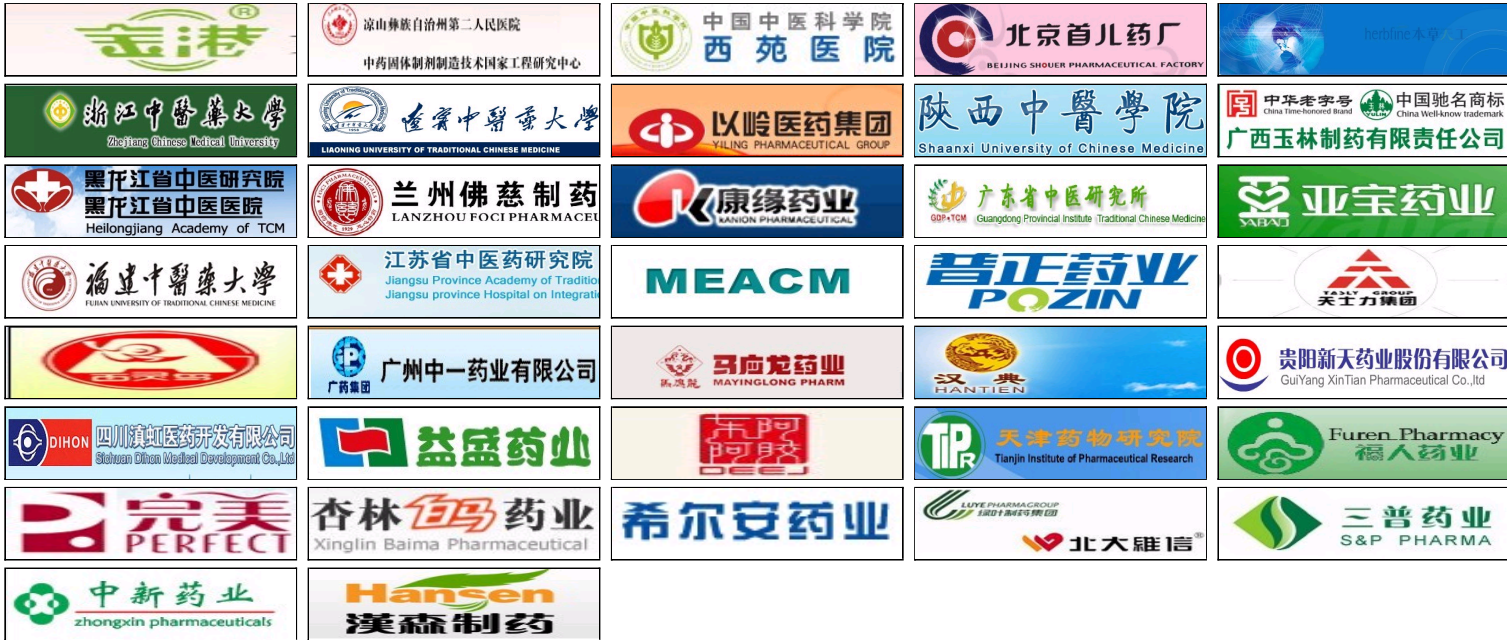 金港
凉山彝族自治州第二人民医院
中药固体制剂制造技术国家工程研究中心
中国中医科学院
西苑医院
北京首儿药厂
BEIJING SHOUER PHARMACEUTICAL FACTORY
浙江中醫藥大學
Zhejiang Chinese Medical University
遼寧中醫藥大學
LIAONING UNIVERSITY OF TRADITIONAL CHINESE MEDICINE
以岭医药集团
YILING PHARMACEUTICAL GROUP
陝西中醫學院
Shaanxi University of Chinese Medicine
中华老字号
China Time-honored Brand
YULIN
中国驰名商标
China Well-know trademark
广西玉林制药有限责任公司
黑龙江省中医研究院
黑龙江省中医医院
Heilongjiang Academy of TCM
兰州佛慈制药
LANZHOU FOCI PHARMACEU
康缘药业
KANION PHARMACEUTICAL
GDP TCM
广东省中医研究所
Guangdong Provincial Institute Traditional Chinese Medicine
YABAO
亚宝药业
福建中醫藥大學
FUJIAN UNIVERSITY OF TRADITIONAL CHINESE MEDICINE
江苏省中医药研究院
Jiangsu Province Academy of Traditio
Jiangsu province Hospital on Integrati
MEACM
普正药业
POZIN
TASLY GROUP
天士力集团
广药集团
广州中一药业有限公司
马应龙药业
MAYINGLONG PHARM
汉典
HANTIEN
贵阳新天药业股份有限公司
GuiYang XinTian Pharmaceutical Co.,ltd
DIHON
四川滇虹医药开发有限公司
Sichuan Dihon Medical Development Co.,Ltd
益盛药业
东阿
阿胶
DEEJ
TIPR
天津药物研究院
Tianjin Institute of Pharmaceutical Research
Furen Pharmacy
福人药业
完美
PERFECT
杏林白马药业
Xinglin Baima Pharmaceutical
希尔安药业
LUYE PHARMAGROUP
绿叶制药集团
北大維信®
三普药业
S&P PHARMA
中新药业
zhongxin pharmaceuticals
Hansen
漢森制药